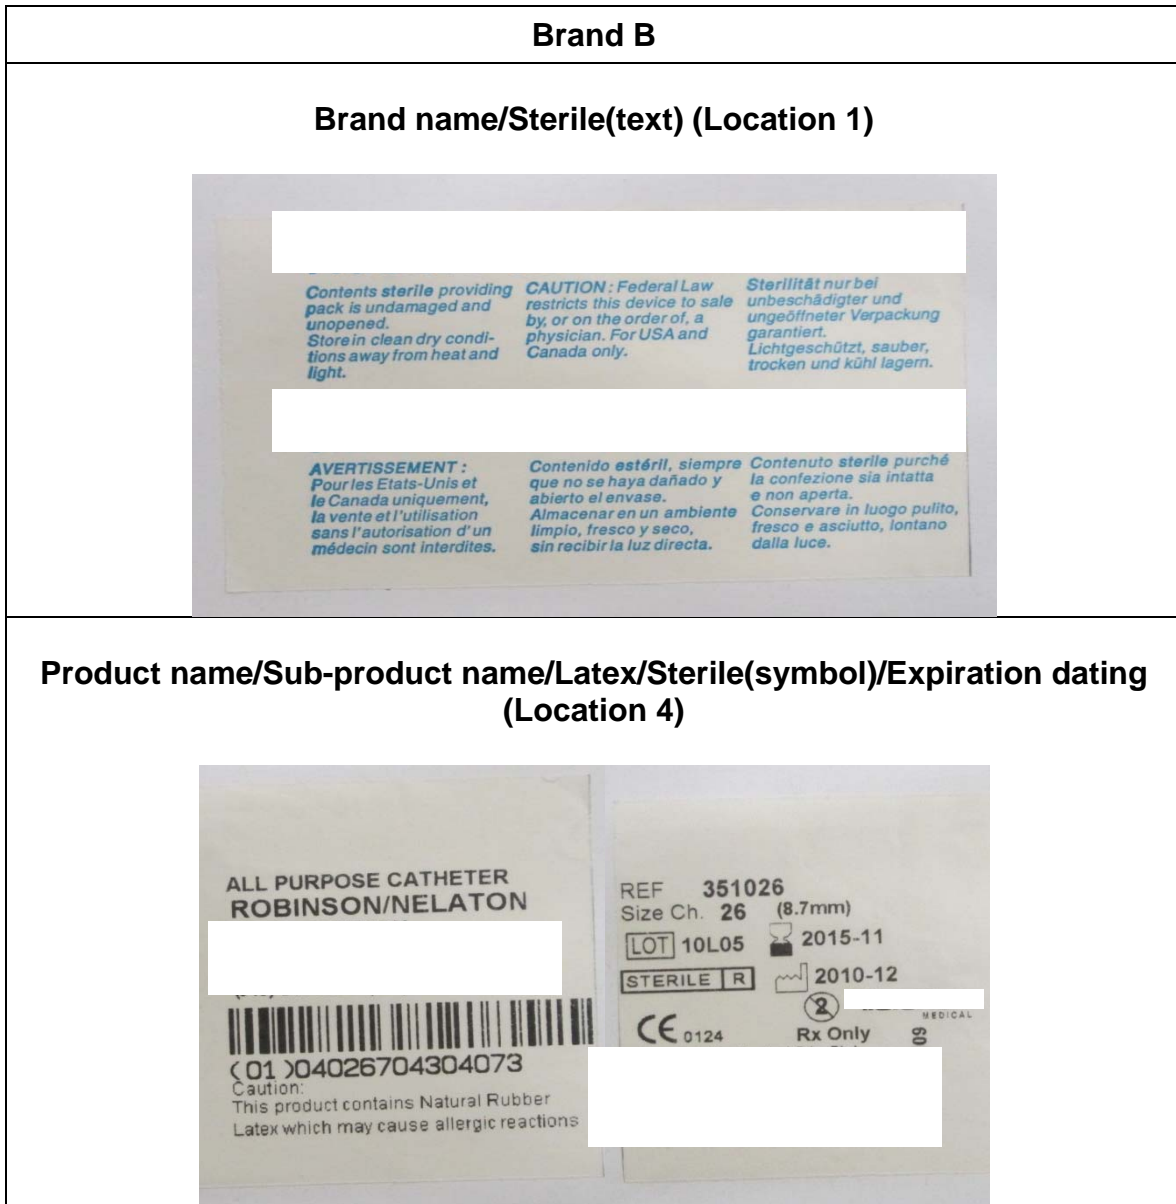 Brand B
Brand name/Sterile(text) (Location 1)
Contents sterile providing
pack is undamaged and
unopened.
Store in clean dry condi-
tions away from heat and
light.
CAUTION : Federal Law
restricts this device to sale
by, or on the order of, a
physician. For USA and
Canada only.
Sterilität nur bei
unbeschädigter und
ungeöffneter Verpackung
garantiert.
Lichtgeschützt, sauber,
trocken und kühl lagern.
AVERTISSEMENT :
Pour les Etats-Unis et
le Canada uniquement,
la vente et l'utilisation
sans l'autorisation d'un
médecin sont interdites.
Contenido estéril, siempre
que no se haya dañado y
abierto el envase.
Almacenar en un ambiente
limpio, fresco y seco,
sin recibir la luz directa.
Contenuto sterile purché
la confezione sia intatta
e non aperta.
Conservare in luogo pulito,
fresco e asciutto, lontano
dalla luce.
Product name/Sub-product name/Latex/Sterile(symbol)/Expiration dating
(Location 4)
ALL PURPOSE CATHETER
ROBINSON/NELATON
(01)04026704304073
Caution:
This product contains Natural Rubber
Latex which may cause allergic reactions
REF 351026
Size Ch. 26 (8.7mm)
LOT 10L05 2015-11
STERILE R 2010-12
2
MEDICAL
CE 0124 Rx Only 09